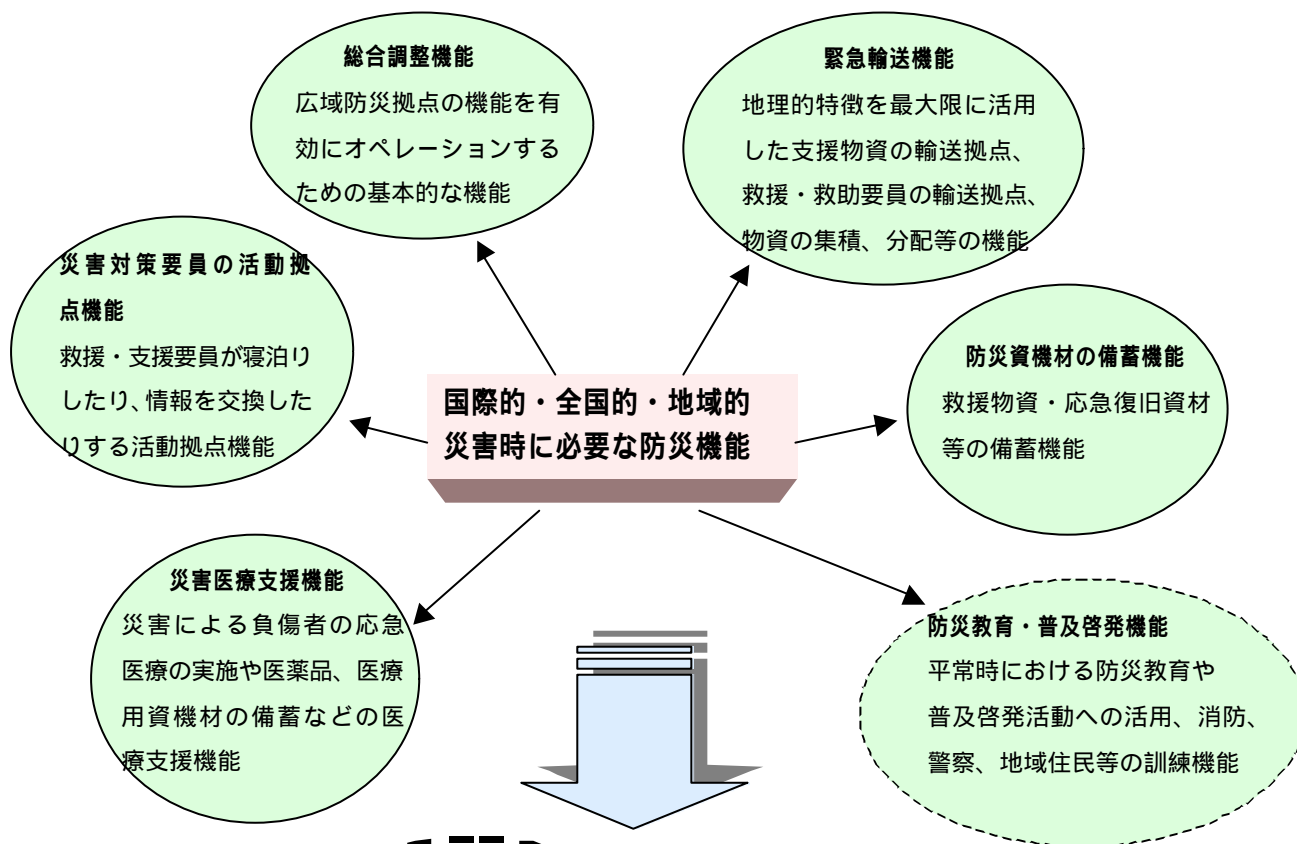 総合調整機能
広域防災拠点の機能を有
効にオペレーションする
ための基本的な機能
緊急輸送機能
地理的特徴を最大限に活用
した支援物資の輸送拠点、
救援・救助要員の輸送拠点、
物資の集積、分配等の機能
災害対策要員の活動拠
点機能
救援・支援要員が寝泊り
したり、情報を交換した
りする活動拠点機能
国際的・全国的・地域的
災害時に必要な防災機能
防災資機材の備蓄機能
救援物資・応急復旧資材
等の備蓄機能
災害医療支援機能
災害による負傷者の応急
医療の実施や医薬品、医療
用資機材の備蓄などの医
療支援機能
防災教育・普及啓発機能
平常時における防災教育や
普及啓発活動への活用、消防、
警察、地域住民等の訓練機能